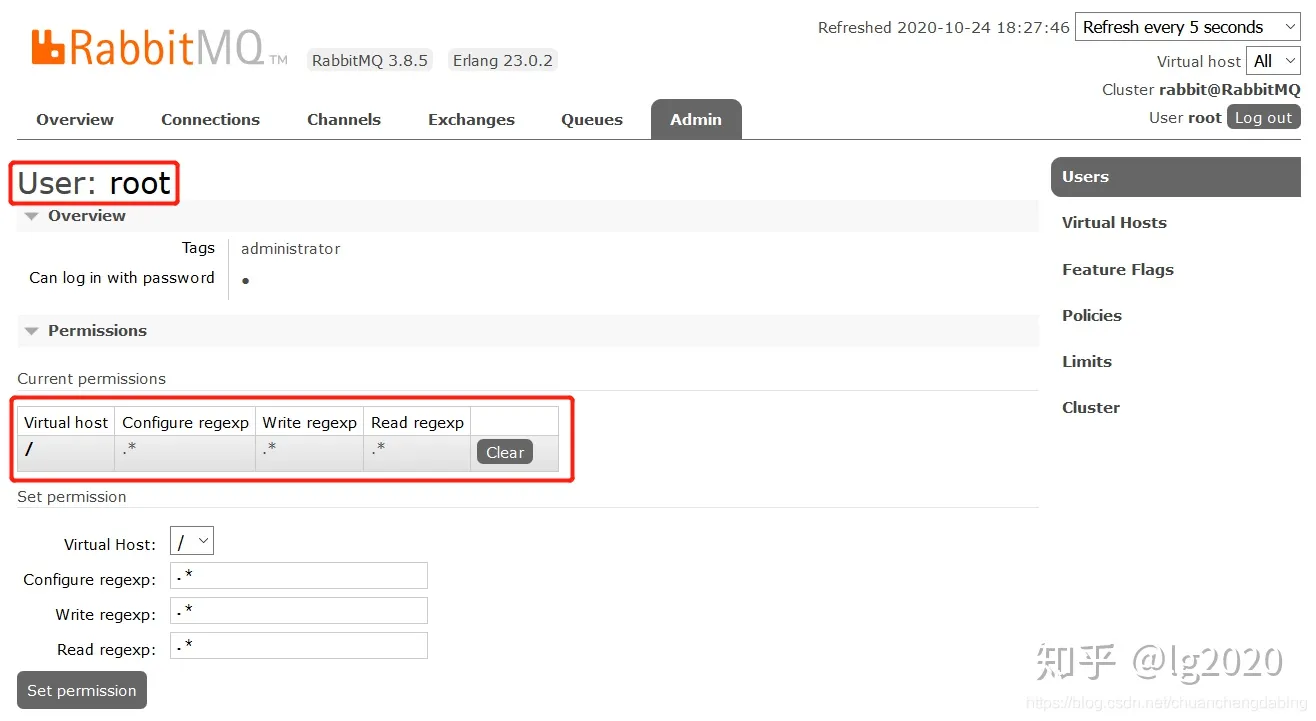 Refreshed 2020-10-24 18:27:46 Refresh every 5 seconds
RabbitMQ TM RabbitMQ 3.8.5 Erlang 23.0.2
Virtual host All
Cluster rabbit@RabbitMQ
User root Log out
Overview Connections Channels Exchanges Queues Admin
User: root
Overview
Tags administrator
Can log in with password ●
Permissions
Current permissions
Virtual host Configure regexp Write regexp Read regexp
/ .* .* .* Clear
Set permission
Virtual Host: /
Configure regexp: .*
Write regexp: .*
Read regexp: .*
Set permission
Users
Virtual Hosts
Feature Flags
Policies
Limits
Cluster
知乎 @lg2020
https://blog.csdn.net/chuanchengdabing